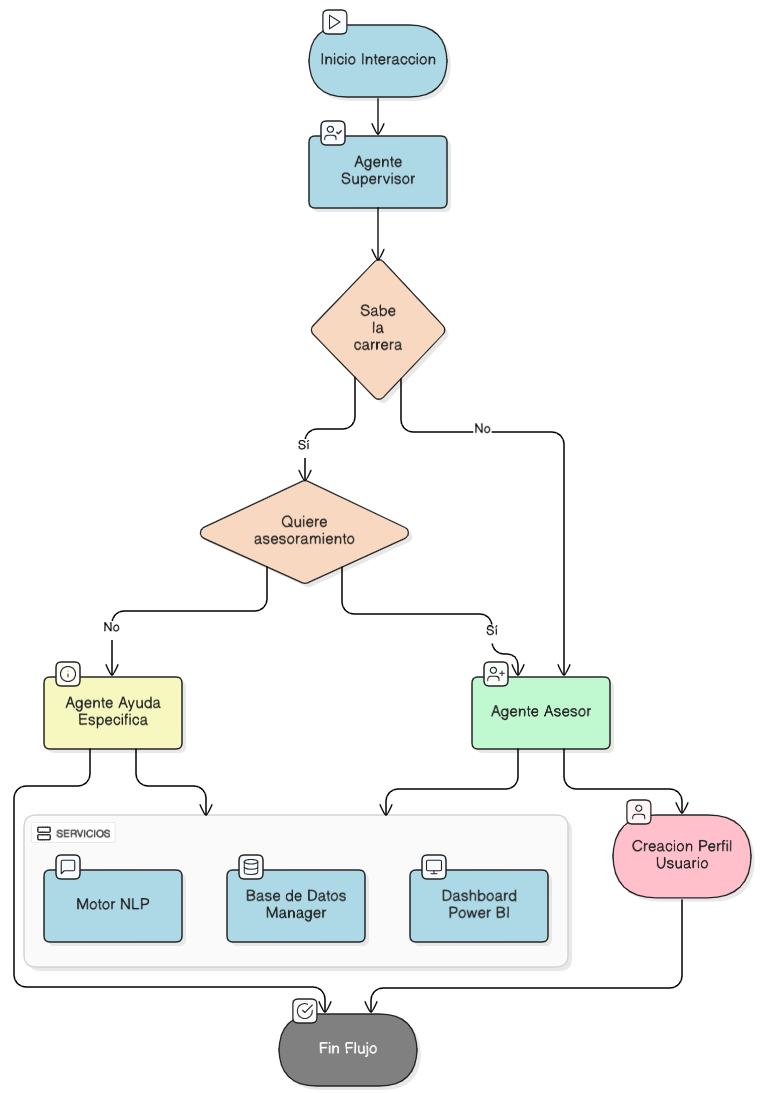 Inicio Interaccion
Agente
Supervisor
Sabe
la
carrera
No
Sí
Quiere
asesoramiento
No
Sí
Agente Ayuda
Especifica
Agente Asesor
SERVICIOS
Creacion Perfil
Usuario
Motor NLP
Base de Datos
Manager
Dashboard
Power BI
Fin Flujo